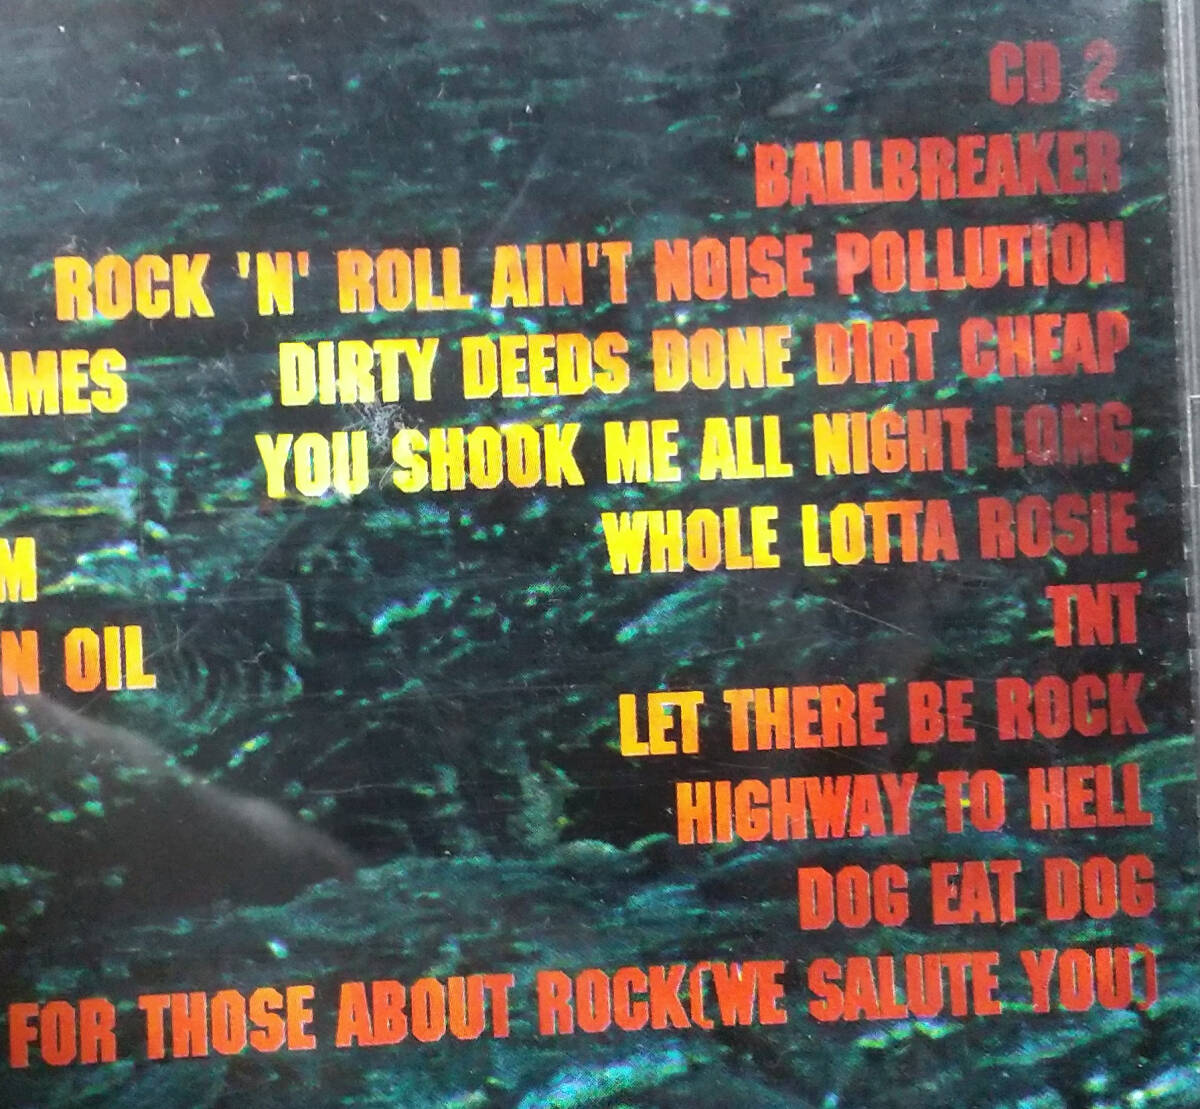 CD 2
BALLBREAKER
ROCK 'N' ROLL AIN'T NOISE POLLUTION
AMES
DIRTY DEEDS DONE DIRT CHEAP
YOU SHOOK ME ALL NIGHT LONG
WHOLE LOTTA ROSIE
M
TNT
N OIL
LET THERE BE ROCK
HIGHWAY TO HELL
DOG EAT DOG
FOR THOSE ABOUT ROCK(WE SALUTE YOU)